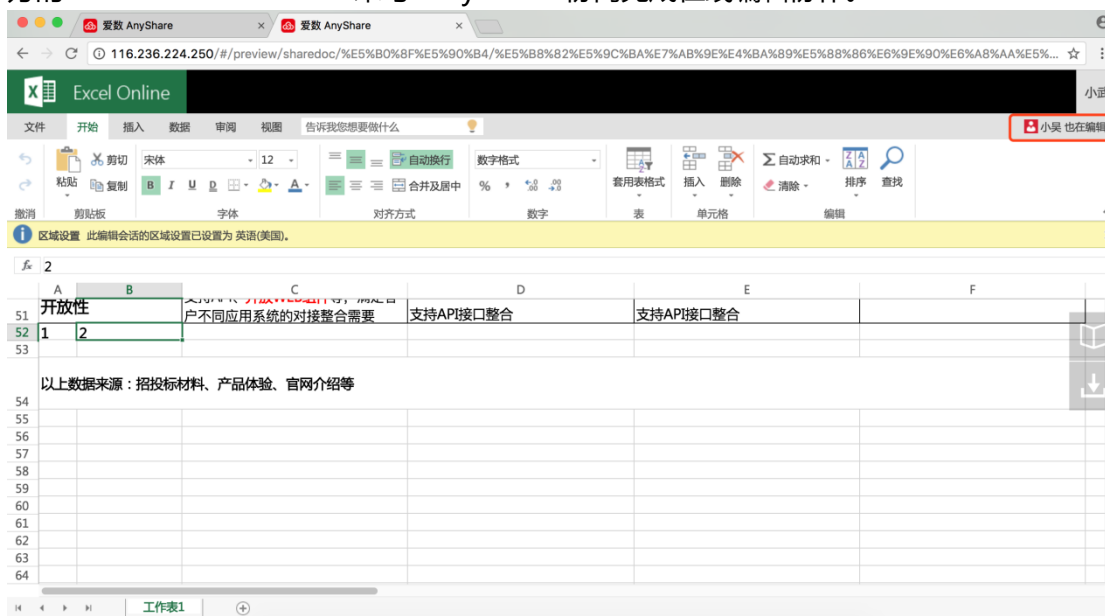 爱数 AnyShare
爱数 AnyShare
116.236.224.250/#/preview/sharedoc/%E5%B0%8F%E5%90%B4/%E5%B8%82%E5%9C%BA%E7%AB%9E%E4%BA%89%E5%88%86%E6%9E%90%E6%A8%AA%E5%...
Excel Online
文件 开始 插入 数据 审阅 视图 告诉我您想要做什么 小吴 也在编辑
剪切 宋体 12 自动换行 数字格式 自动求和
粘贴 复制 B I U D A 合并及居中 % , .0 .00 套用表格式 插入 删除 清除 排序 查找
撤消 剪贴板 字体 对齐方式 数字 表 单元格 编辑
区域设置 此编辑会话的区域设置已设置为 英语(美国)。
fx 2
A B C D E F
开放性
51 户不同应用系统的对接整合需要 支持API接口整合 支持API接口整合
52 1 2
53
以上数据来源：招投标材料、产品体验、官网介绍等
54
55
56
57
58
59
60
61
62
63
64
工作表1